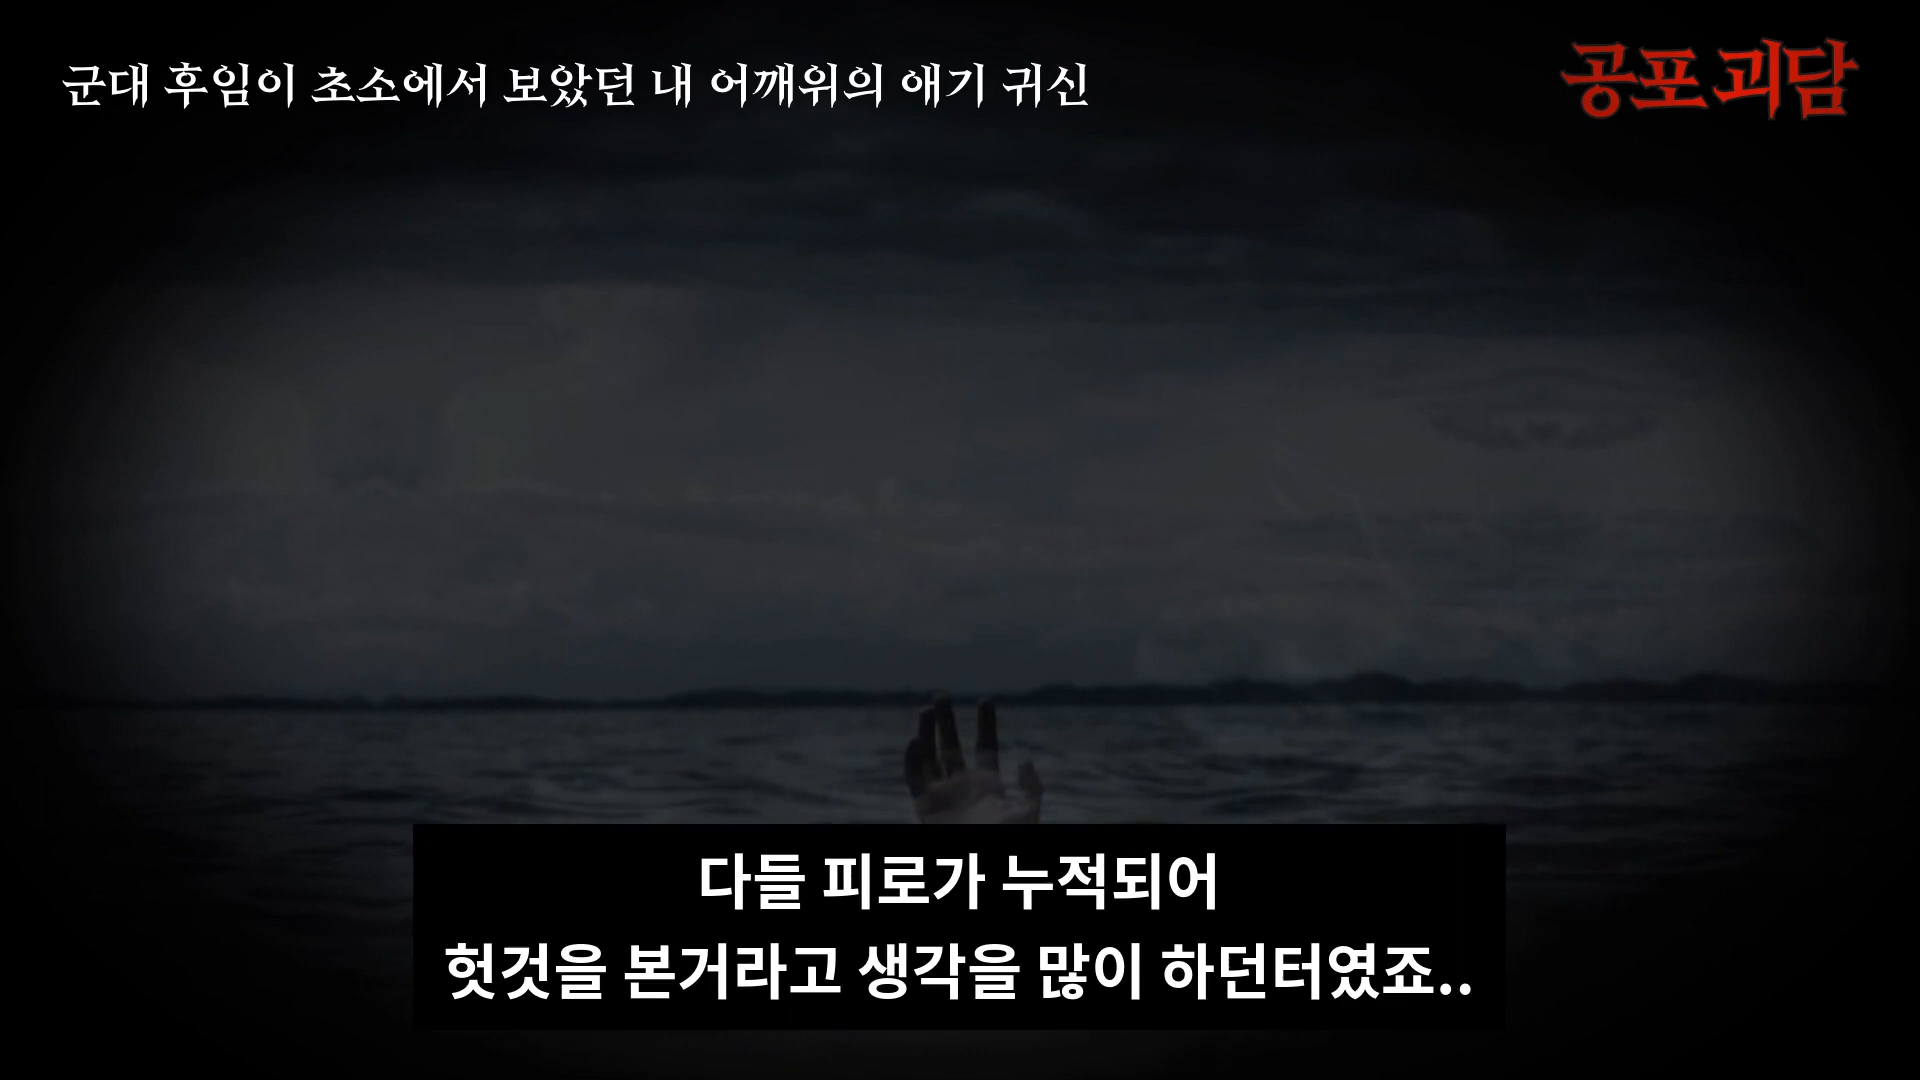 군대 후임이 초소에서 보았던 내 어깨위의 애기 귀신
공포 괴담
다들 피로가 누적되어
헛것을 본거라고 생각을 많이 하던터였죠..